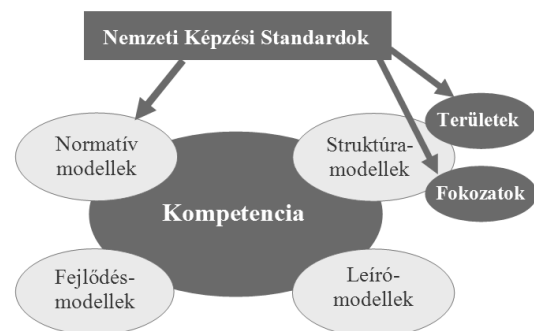 Nemzeti Képzési Standardok
Normatív
modellek
Struktúra-
modellek
Területek
Fokozatok
Kompetencia
Fejlődés-
modellek
Leíró-
modellek